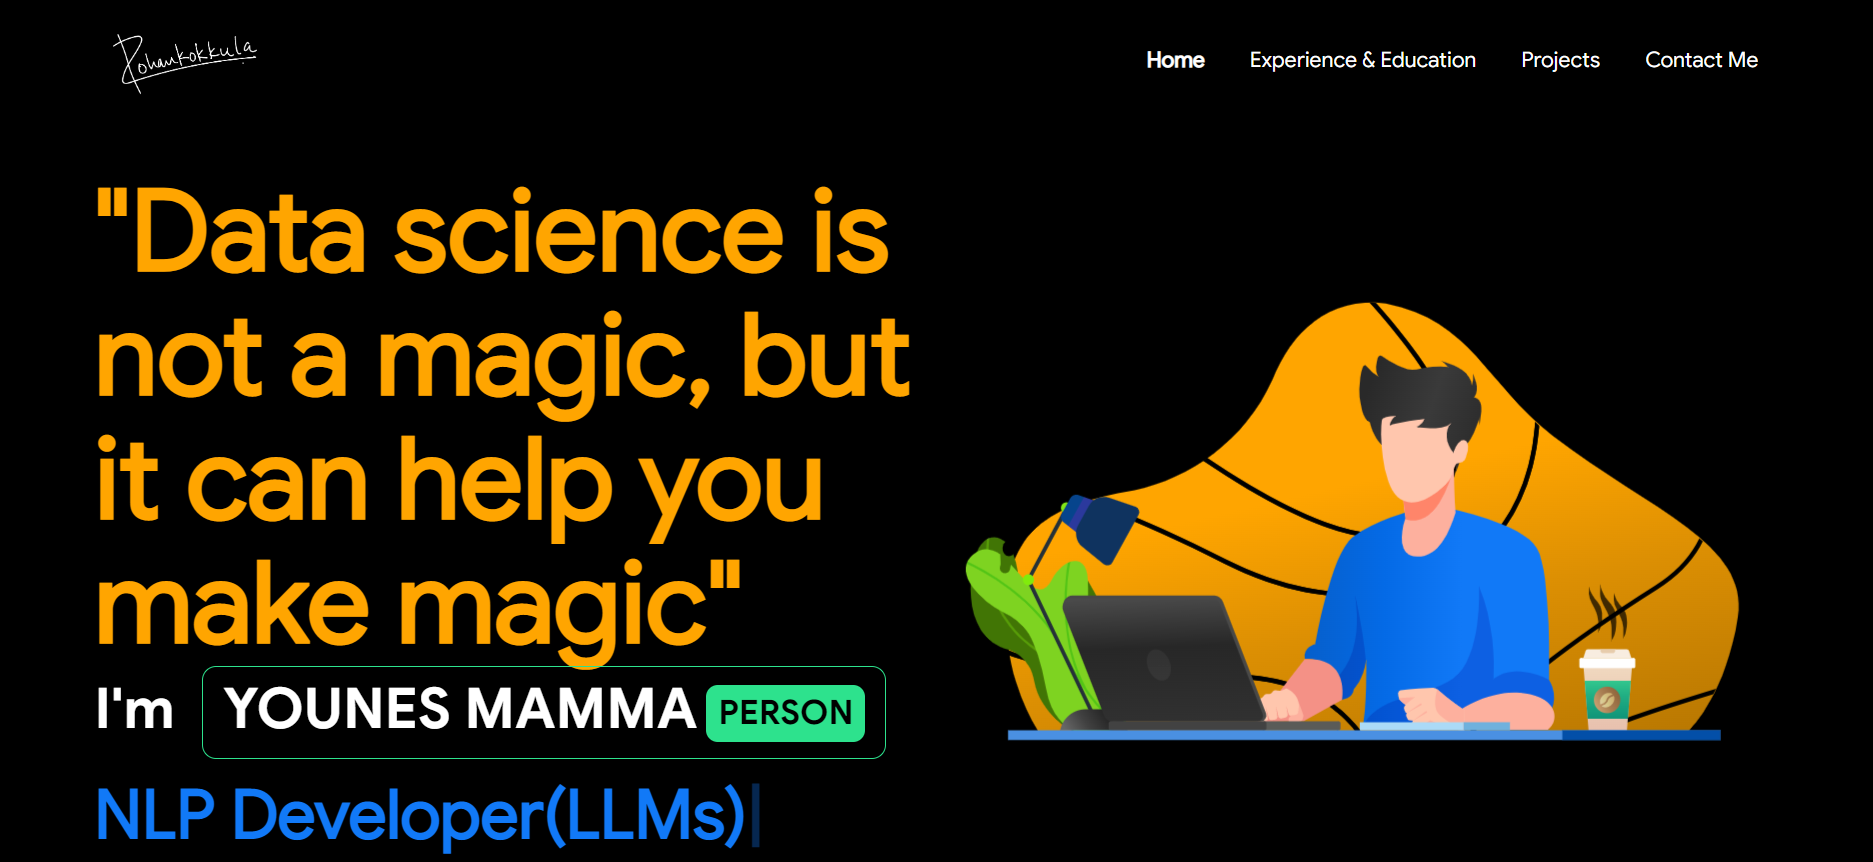 Rohankokkula
Home Experience & Education Projects Contact Me
"Data science is
not a magic, but
it can help you
make magic"
I'm YOUNES MAMMA PERSON
NLP Developer(LLMs)